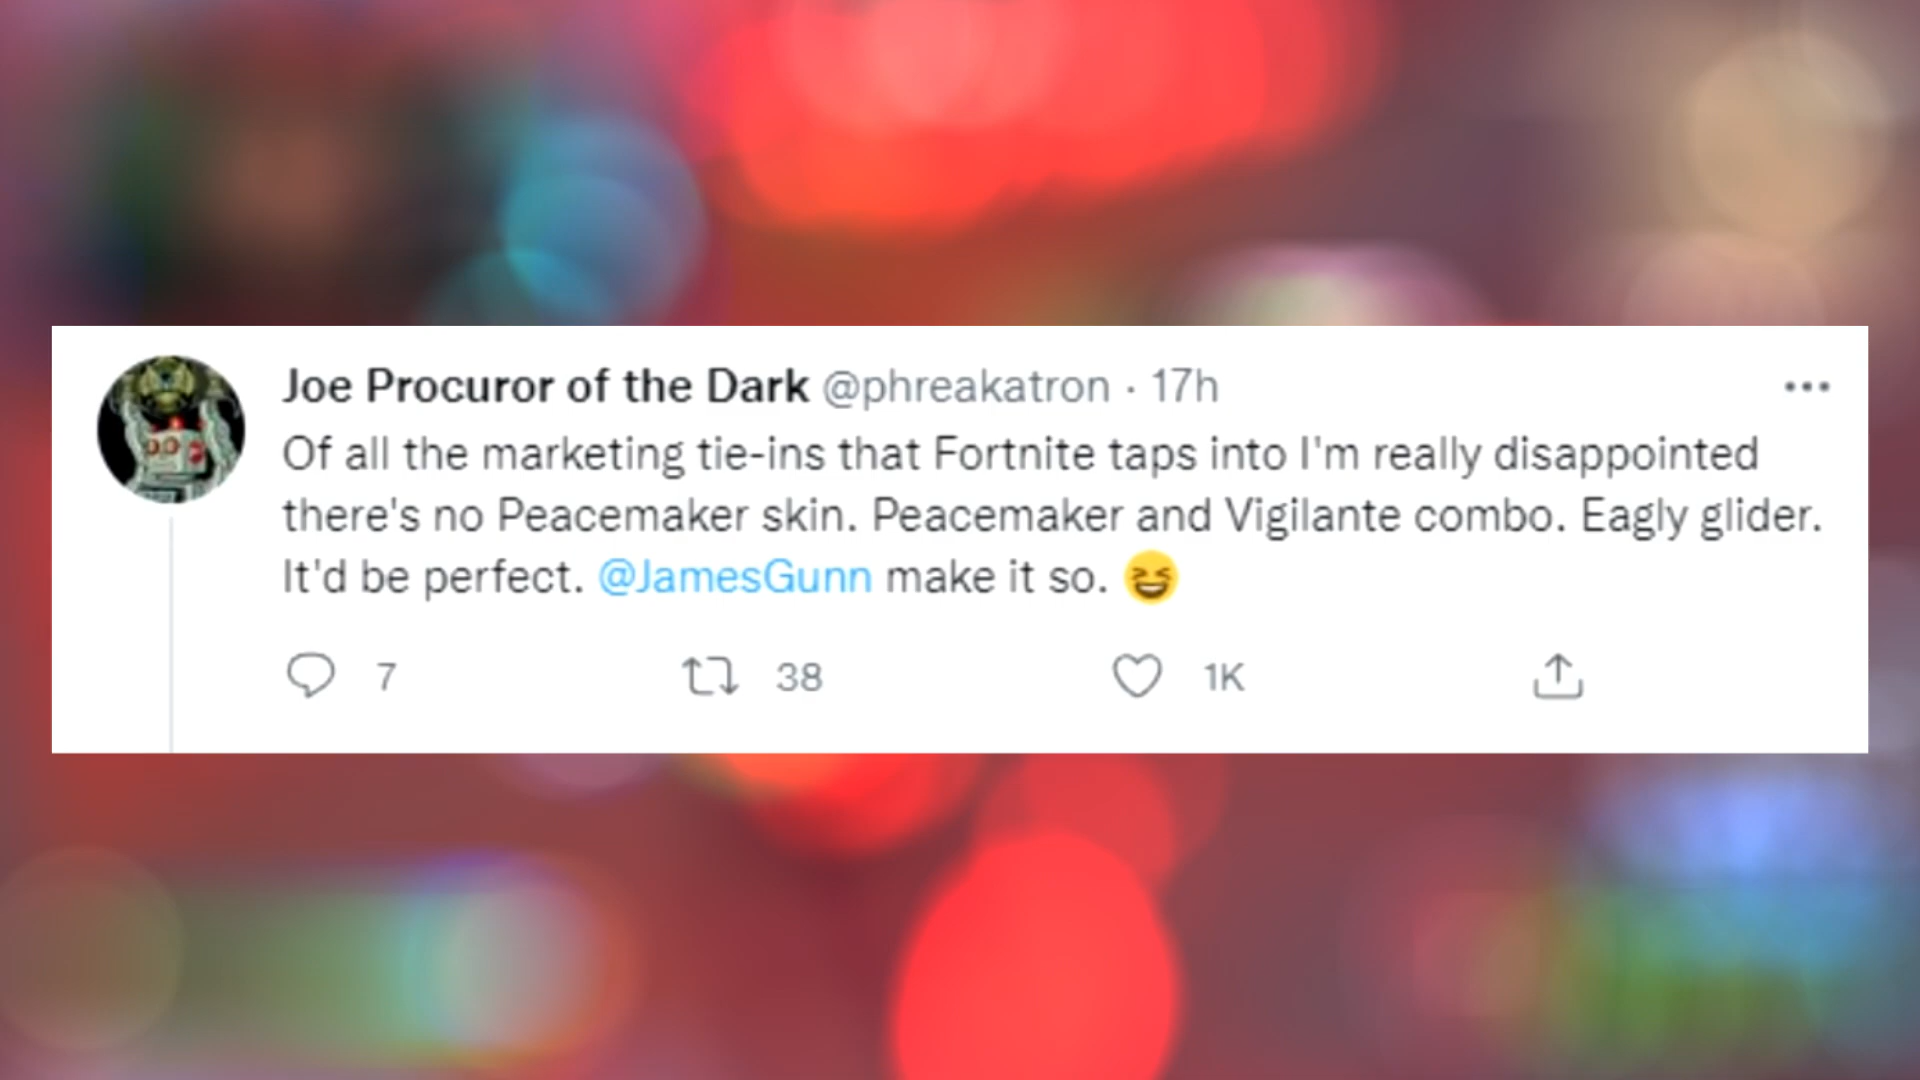 Joe Procuror of the Dark @phreakatron · 17h
Of all the marketing tie-ins that Fortnite taps into I'm really disappointed
there's no Peacemaker skin. Peacemaker and Vigilante combo. Eagly glider.
It'd be perfect. @JamesGunn make it so. 😆
7 38 1K